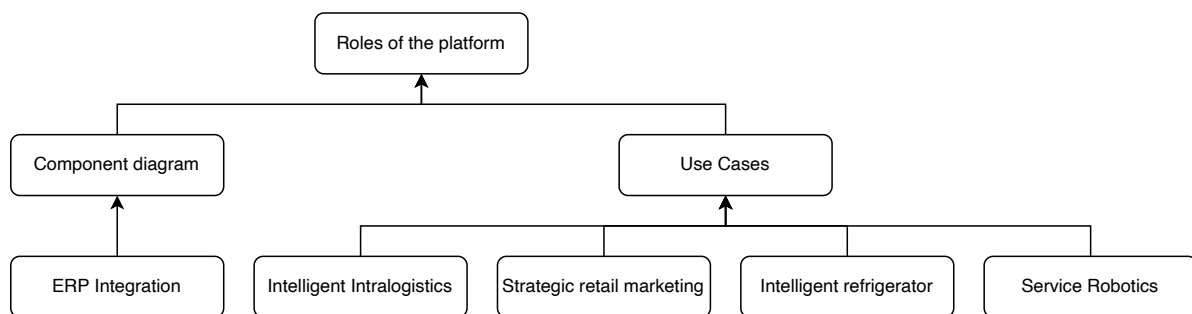 Roles of the platform
Component diagram
Use Cases
ERP Integration
Intelligent Intralogistics
Strategic retail marketing
Intelligent refrigerator
Service Robotics